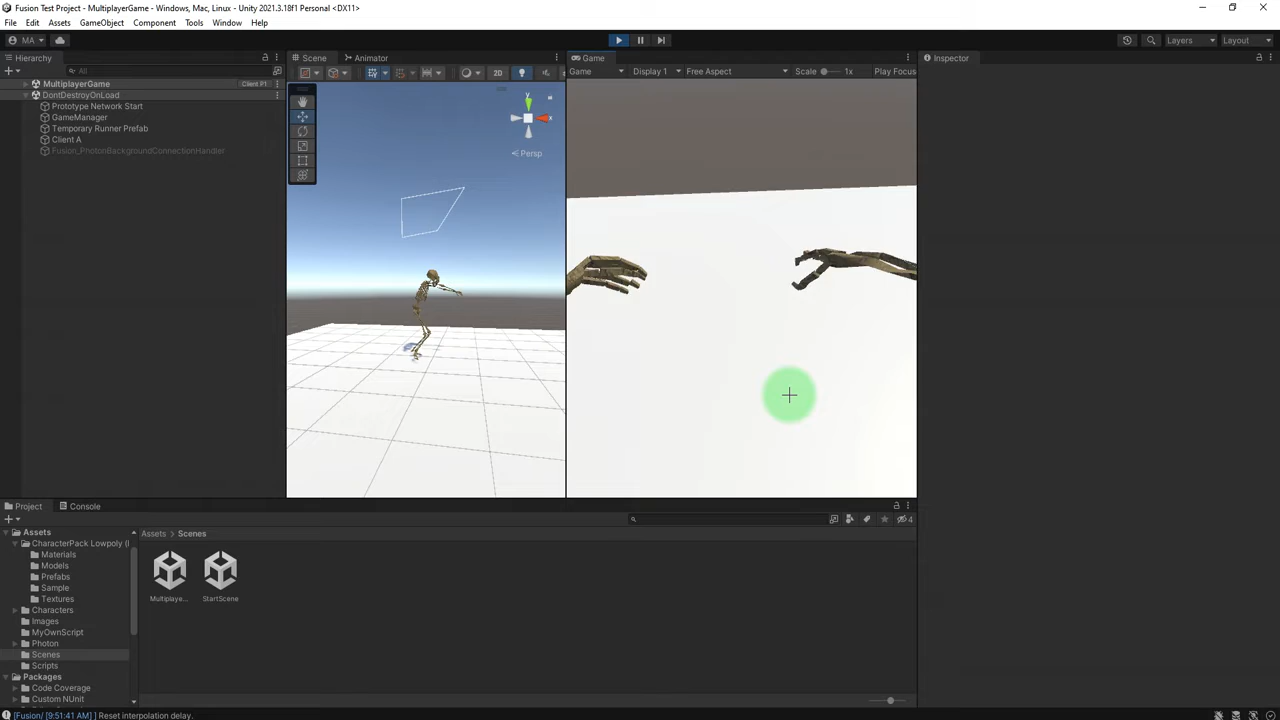 Fusion Test Project - MultiplayerGame - Windows, Mac, Linux - Unity 2021.3.18f1 Personal <DX11>
File Edit Assets GameObject Component Tools Window Help
MA Layers Layout
Hierarchy
All
MultiplayerGame Client P1
DontDestroyOnLoad
Prototype Network Start
GameManager
Temporary Runner Prefab
Client A
Fusion_PhotonBackgroundConnectionHandler
Scene Animator
2D
y
x
Persp
Game
Game Display 1 Free Aspect Scale 1x Play Focus
Inspector
Project Console
4
Assets
CharacterPack Lowpoly (
Materials
Models
Prefabs
Sample
Textures
Characters
Images
MyOwnScript
Photon
Scenes
Scripts
Packages
Code Coverage
Custom NUnit
Assets > Scenes
Multiplaye... StartScene
[Fusion/ [9:51:41 AM] ] Reset interpolation delay.